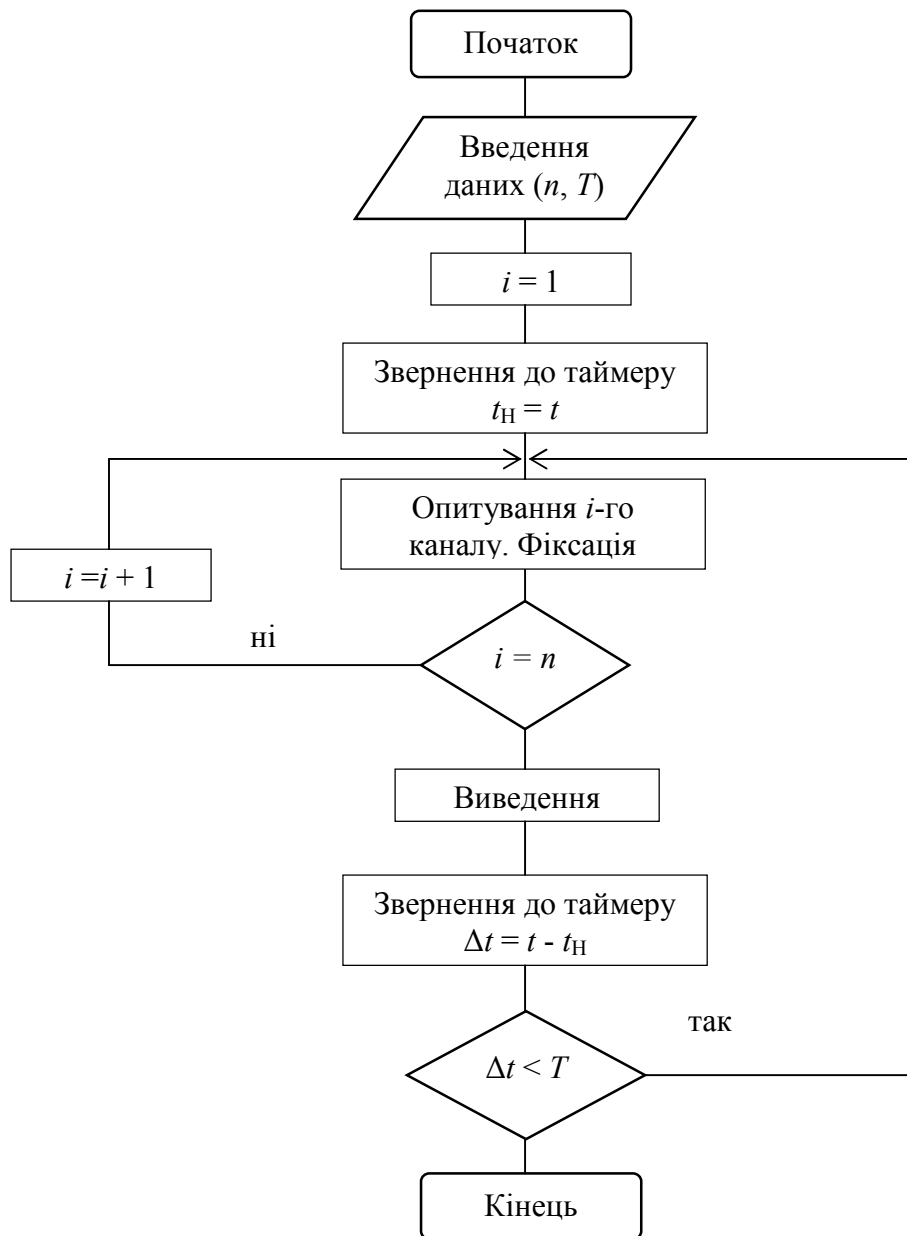 Початок
Введення
даних (n, T)
i = 1
Звернення до таймеру
tН = t
Опитування i-го
каналу. Фіксація
i =i + 1
ні
i = n
Виведення
Звернення до таймеру
Δt = t - tН
так
Δt < T
Кінець